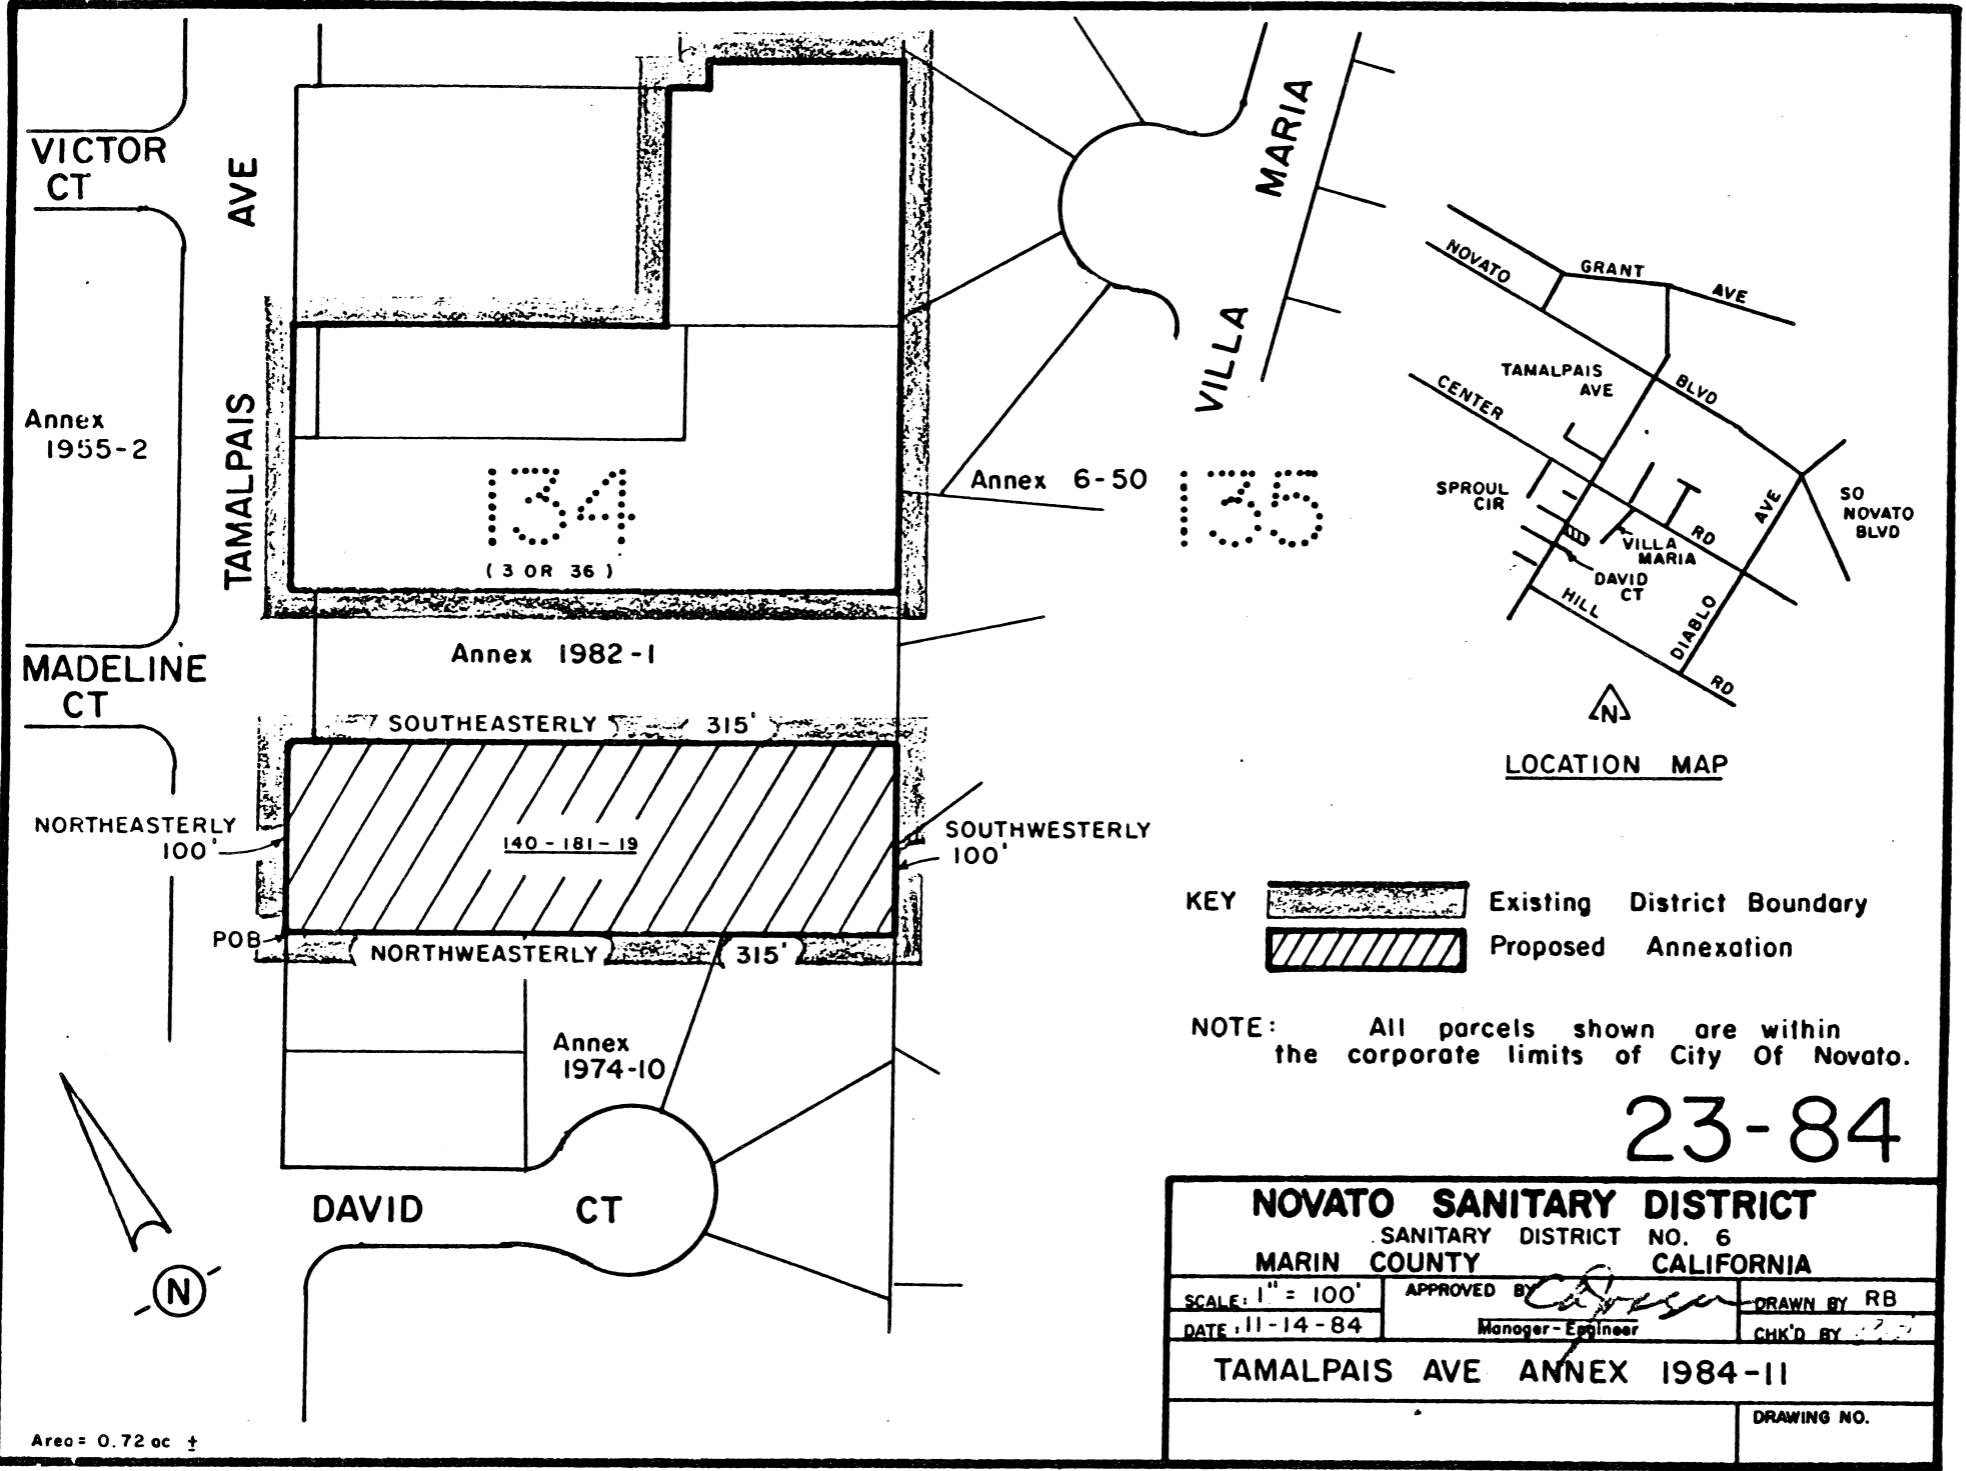 VICTOR
CT
AVE
TAMALPAIS
Annex
1955-2
MADELINE
CT
MARIA
VILLA
134
(3 OR 36)
Annex 6-50
135
Annex 1982-1
SOUTHEASTERLY 315'
NORTHEASTERLY
100'
140-181-19
SOUTHWESTERLY
100'
POB
NORTHWEASTERLY 315'
Annex
1974-10
DAVID CT
N
Area = 0.72 ac ±
NOVATO
GRANT
AVE
TAMALPAIS
AVE
BLVD
CENTER
SPROUL
CIR
AVE
SO
NOVATO
BLVD
RD
VILLA
MARIA
DAVID
CT
HILL
DIABLO
RD
N
LOCATION MAP
KEY
Existing District Boundary
Proposed Annexation
NOTE: All parcels shown are within
the corporate limits of City Of Novato.
23-84
NOVATO SANITARY DISTRICT
SANITARY DISTRICT NO. 6
MARIN COUNTY CALIFORNIA
SCALE: 1" = 100'
APPROVED BY
DRAWN BY RB
DATE: 11-14-84
Manager-Engineer
CHK'D BY
TAMALPAIS AVE ANNEX 1984-11
DRAWING NO.